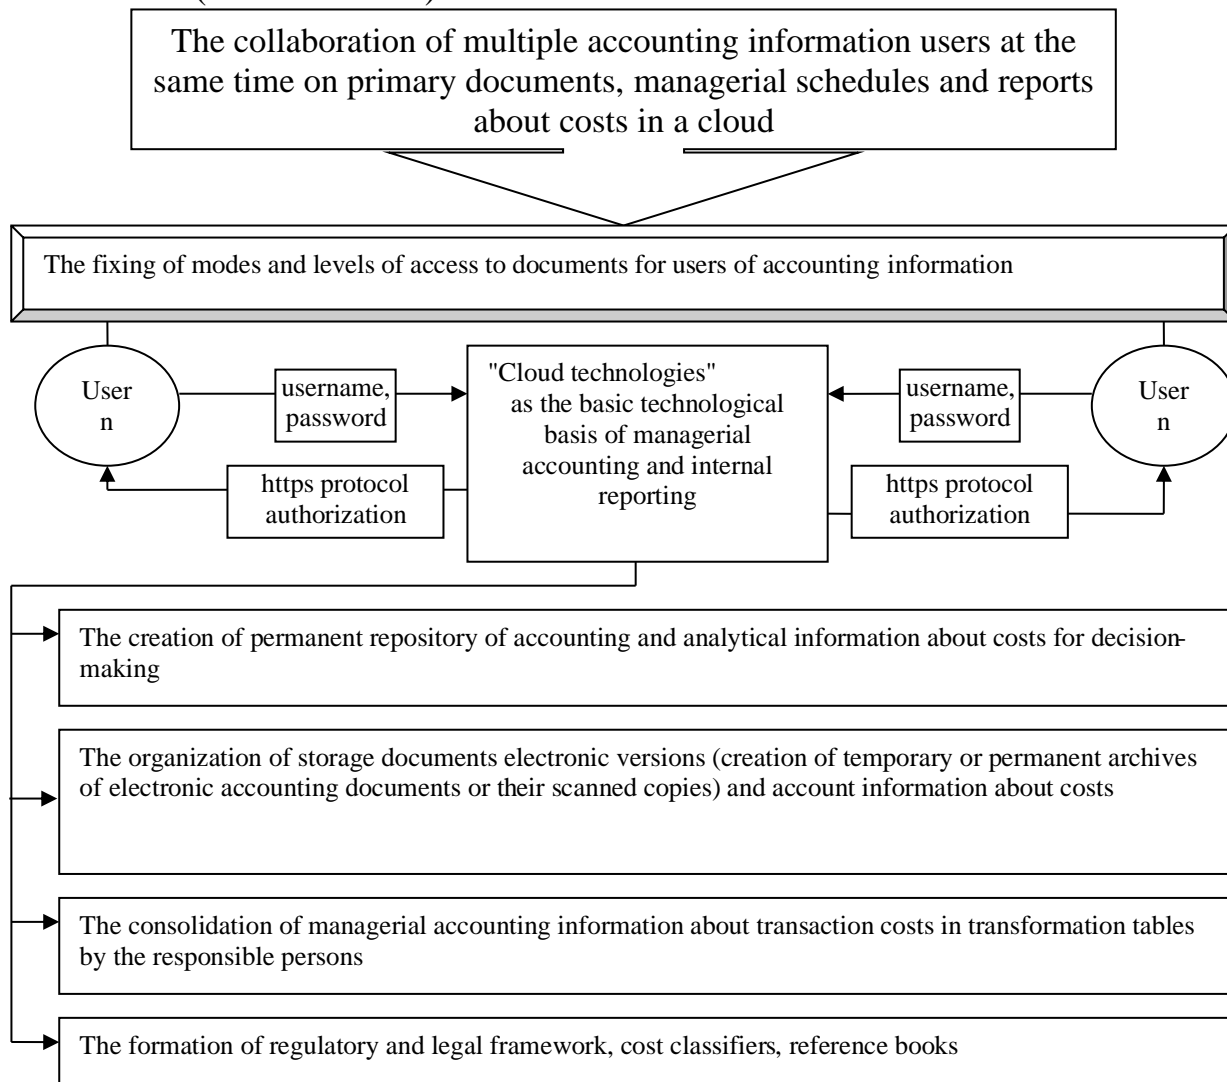 The collaboration of multiple accounting information users at the
same time on primary documents, managerial schedules and reports
about costs in a cloud
The fixing of modes and levels of access to documents for users of accounting information
User
n
username,
password
"Cloud technologies"
as the basic technological
basis of managerial
accounting and internal
reporting
username,
password
User
n
https protocol
authorization
https protocol
authorization
The creation of permanent repository of accounting and analytical information about costs for decision-
making
The organization of storage documents electronic versions (creation of temporary or permanent archives
of electronic accounting documents or their scanned copies) and account information about costs
The consolidation of managerial accounting information about transaction costs in transformation tables
by the responsible persons
The formation of regulatory and legal framework, cost classifiers, reference books